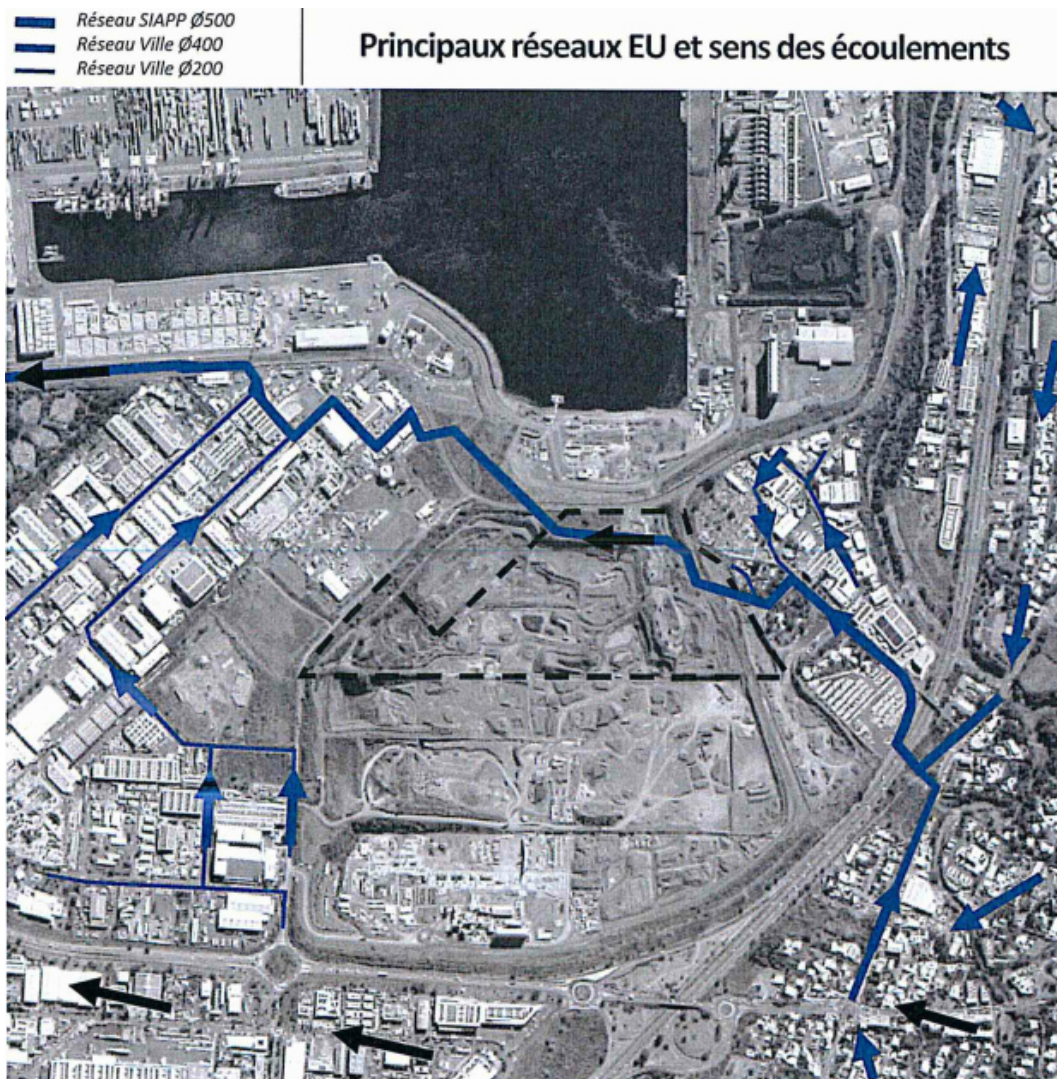 Réseau SIAPP Ø500
Réseau Ville Ø400
Réseau Ville Ø200
Principaux réseaux EU et sens des écoulements